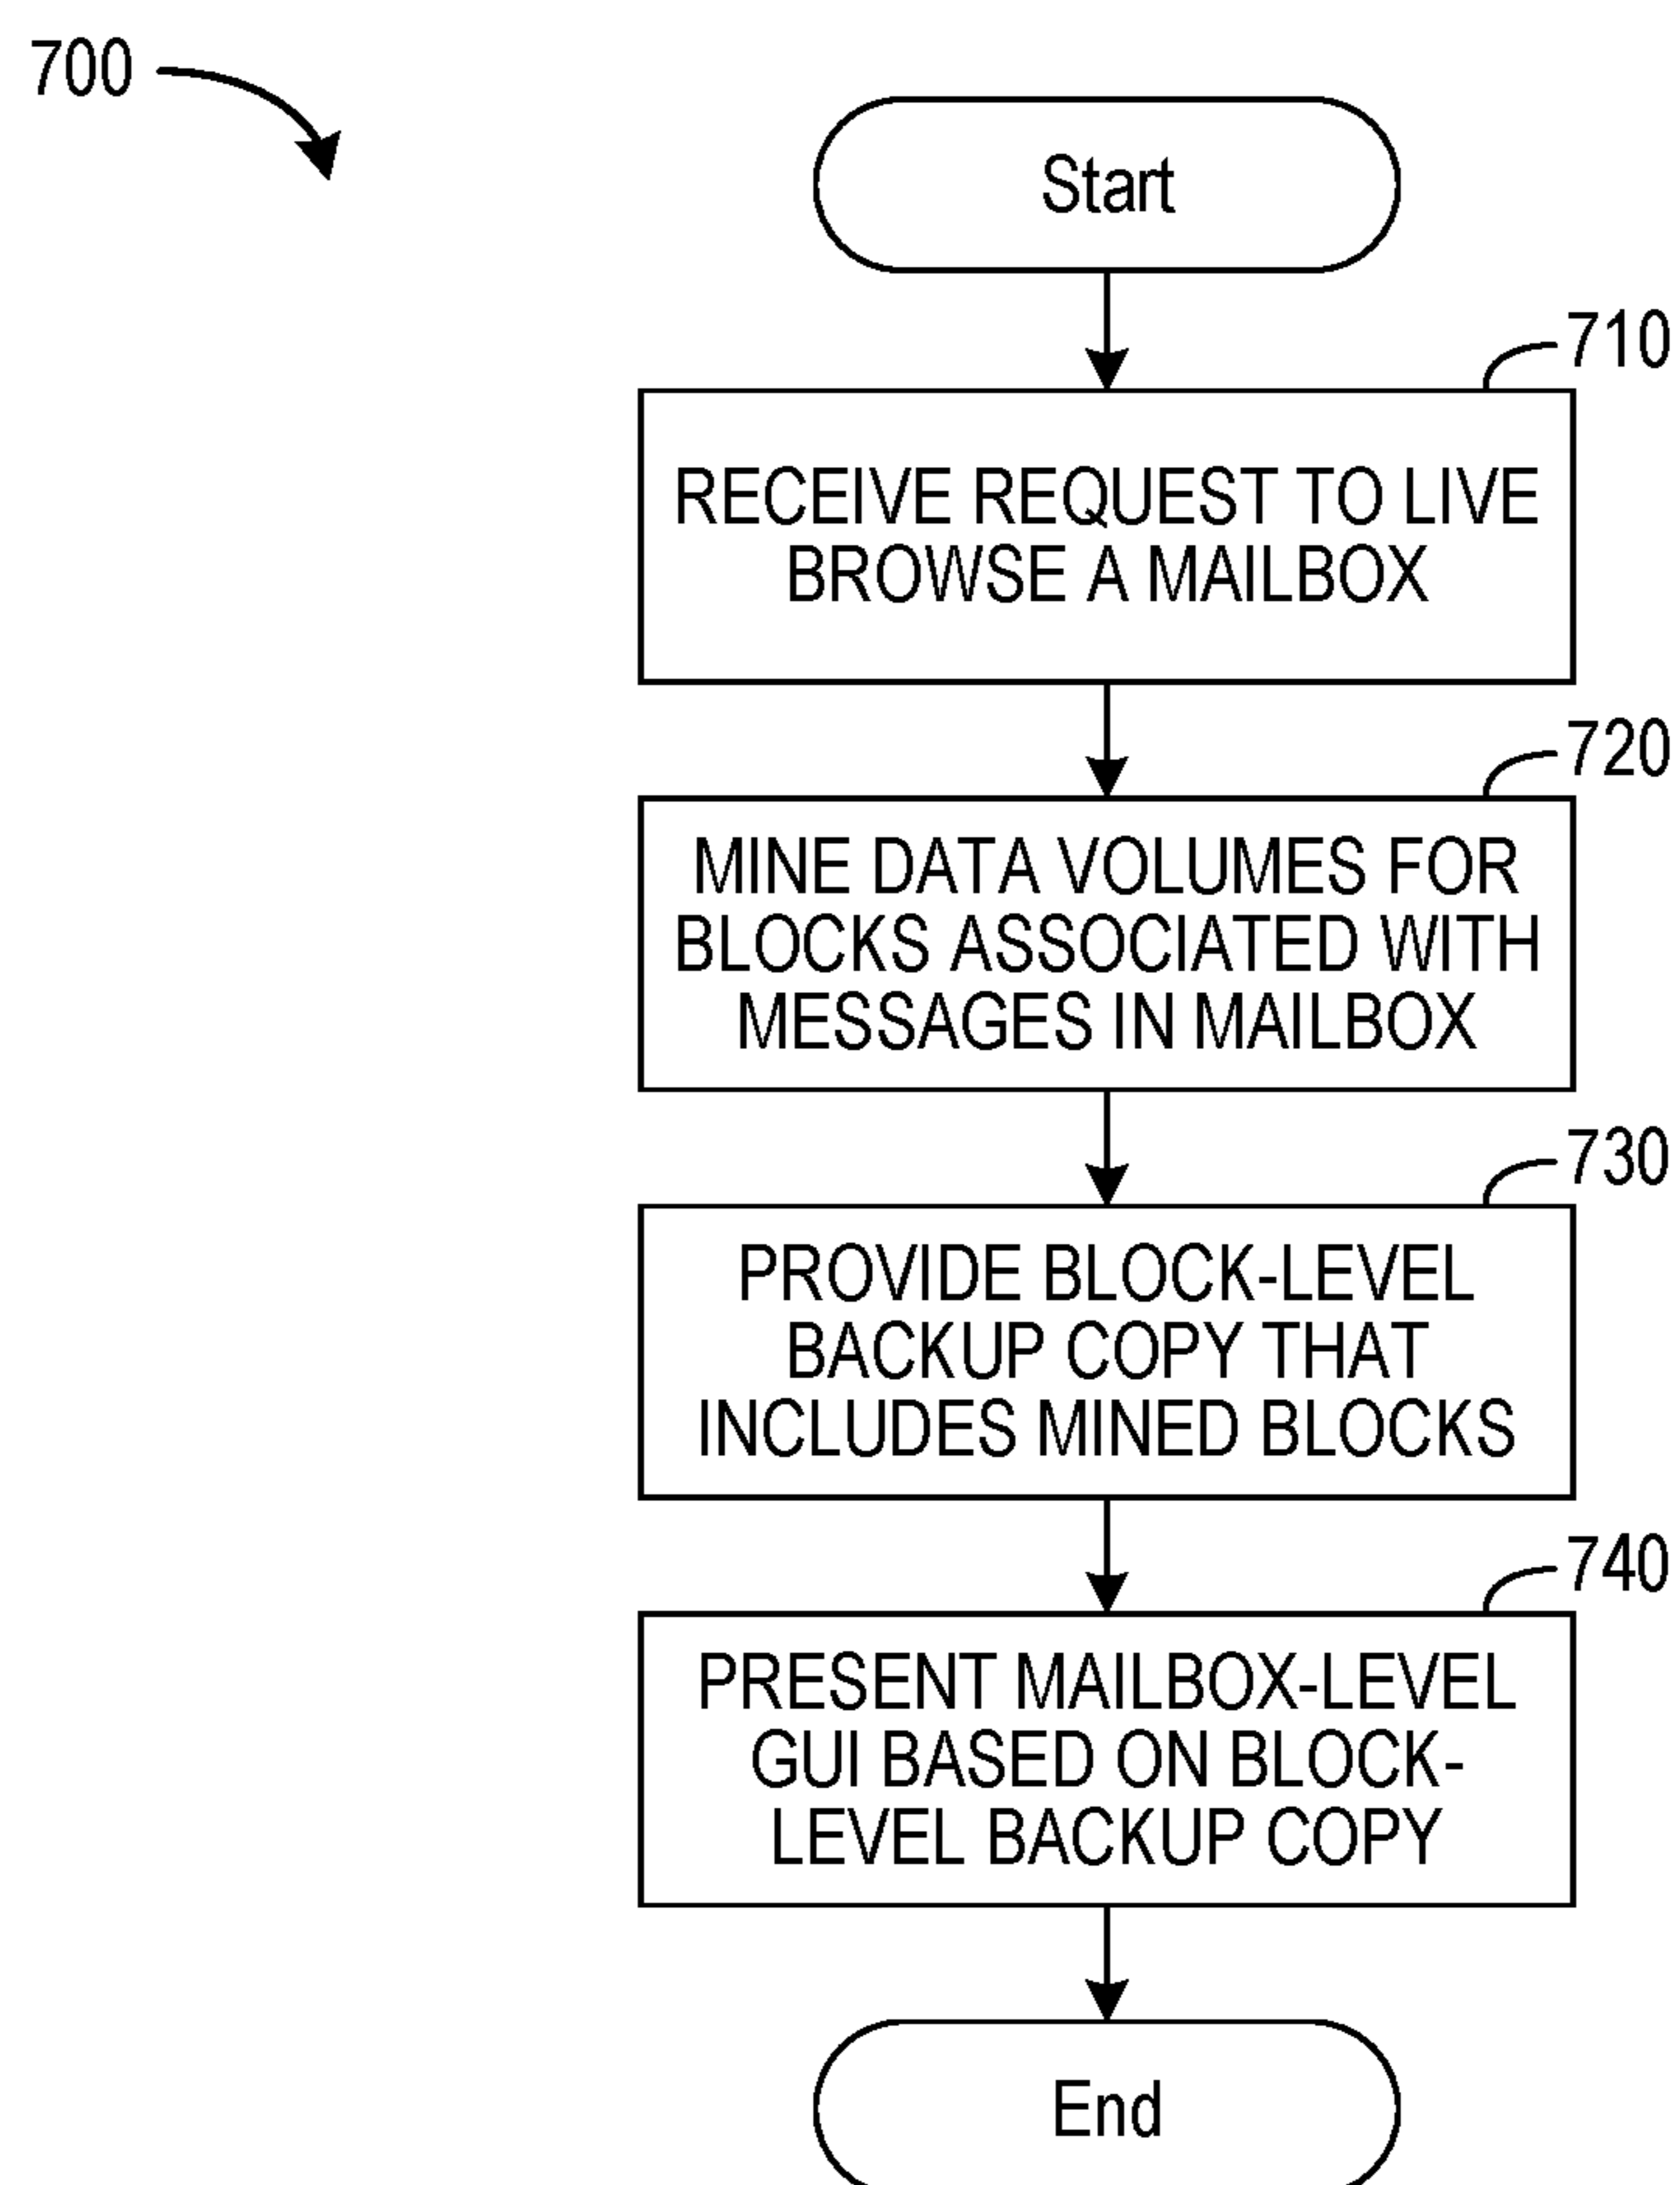 700
Start
710
RECEIVE REQUEST TO LIVE
BROWSE A MAILBOX
720
MINE DATA VOLUMES FOR
BLOCKS ASSOCIATED WITH
MESSAGES IN MAILBOX
730
PROVIDE BLOCK-LEVEL
BACKUP COPY THAT
INCLUDES MINED BLOCKS
740
PRESENT MAILBOX-LEVEL
GUI BASED ON BLOCK-
LEVEL BACKUP COPY
End